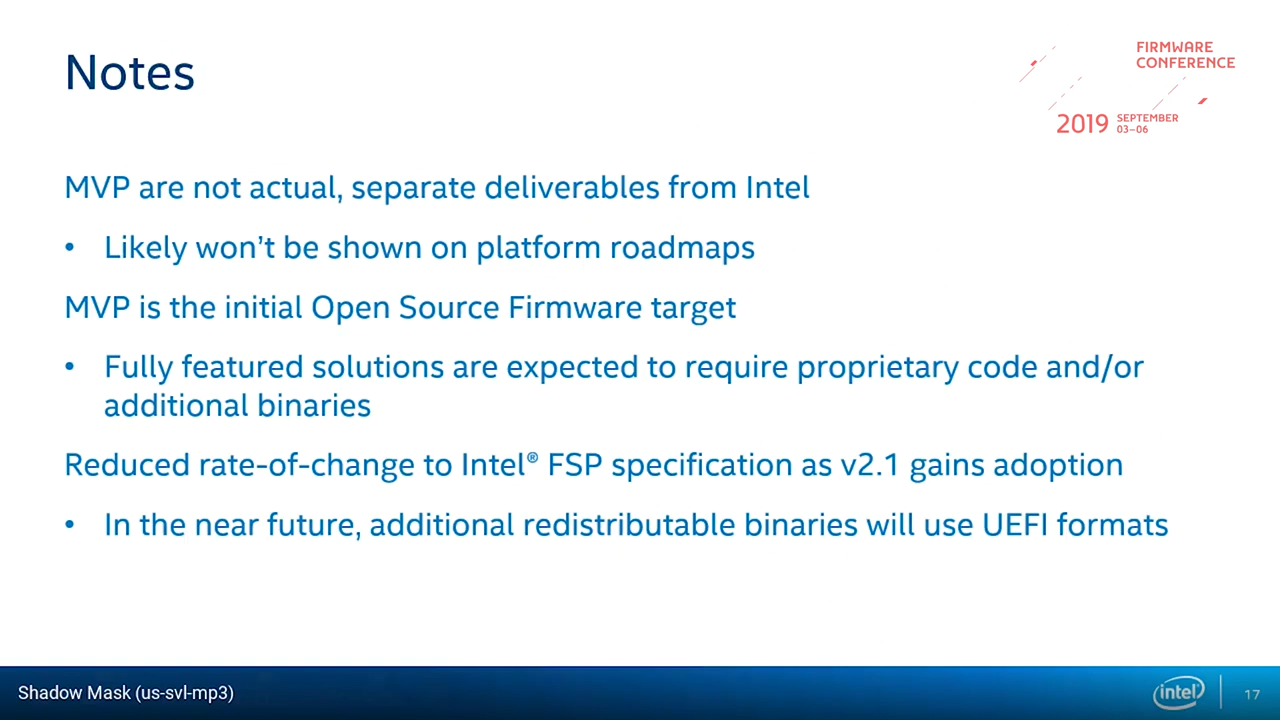 Notes
FIRMWARE
CONFERENCE
2019 SEPTEMBER
03–06
MVP are not actual, separate deliverables from Intel
• Likely won’t be shown on platform roadmaps
MVP is the initial Open Source Firmware target
• Fully featured solutions are expected to require proprietary code and/or
additional binaries
Reduced rate-of-change to Intel® FSP specification as v2.1 gains adoption
• In the near future, additional redistributable binaries will use UEFI formats
Shadow Mask (us-svl-mp3)
intel
17